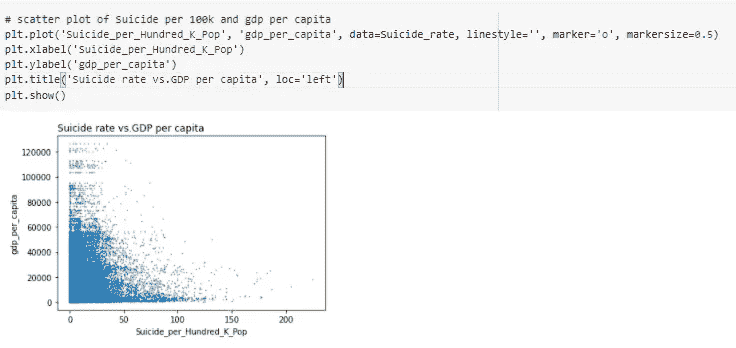 # scatter plot of Suicide per 100k and gdp per capita
plt.plot('Suicide_per_Hundred_K_Pop', 'gdp_per_capita', data=Suicide_rate, linestyle='', marker='o', markersize=0.5)
plt.xlabel('Suicide_per_Hundred_K_Pop')
plt.ylabel('gdp_per_capita')
plt.title('Suicide rate vs.GDP per capita', loc='left')
plt.show()
Suicide rate vs.GDP per capita
120000
100000
80000
60000
40000
20000
0
gdp_per_capita
0 50 100 150 200
Suicide_per_Hundred_K_Pop